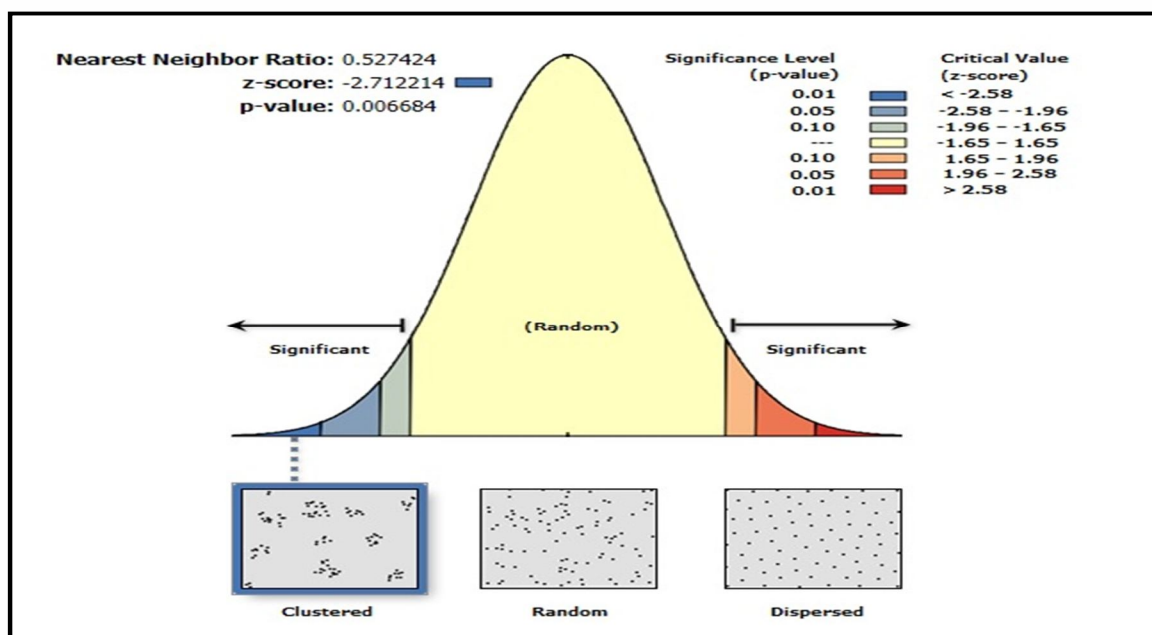 Nearest Neighbor Ratio: 0.527424
z-score: -2.712214
p-value: 0.006684
Significance Level
(p-value)
Critical Value
(z-score)
0.01 < -2.58
0.05 -2.58 – -1.96
0.10 -1.96 – -1.65
--- -1.65 – 1.65
0.10 1.65 – 1.96
0.05 1.96 – 2.58
0.01 > 2.58
Significant
(Random)
Significant
Clustered
Random
Dispersed